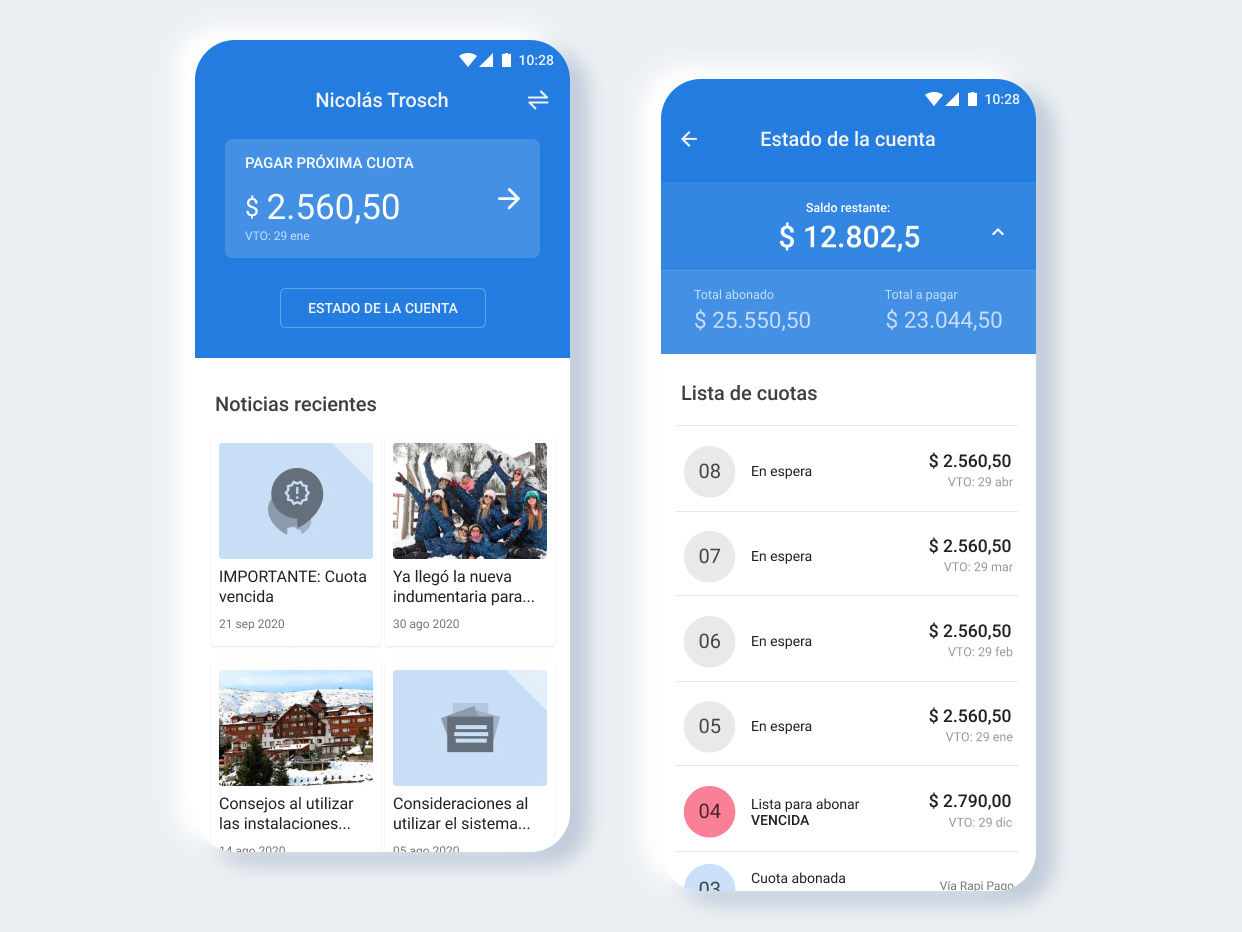 10:28
Nicolás Trosch
PAGAR PRÓXIMA CUOTA
$ 2.560,50
VTO: 29 ene
ESTADO DE LA CUENTA
Noticias recientes
IMPORTANTE: Cuota
vencida
21 sep 2020
Ya llegó la nueva
indumentaria para...
30 ago 2020
Consejos al utilizar
las instalaciones...
14 ago 2020
Consideraciones al
utilizar el sistema...
05 ago 2020
10:28
Estado de la cuenta
Saldo restante:
$ 12.802,5
Total abonado
$ 25.550,50
Total a pagar
$ 23.044,50
Lista de cuotas
08
En espera
$ 2.560,50
VTO: 29 abr
07
En espera
$ 2.560,50
VTO: 29 mar
06
En espera
$ 2.560,50
VTO: 29 feb
05
En espera
$ 2.560,50
VTO: 29 ene
04
Lista para abonar
VENCIDA
$ 2.790,00
VTO: 29 dic
03
Cuota abonada
Vía Rapi Pago